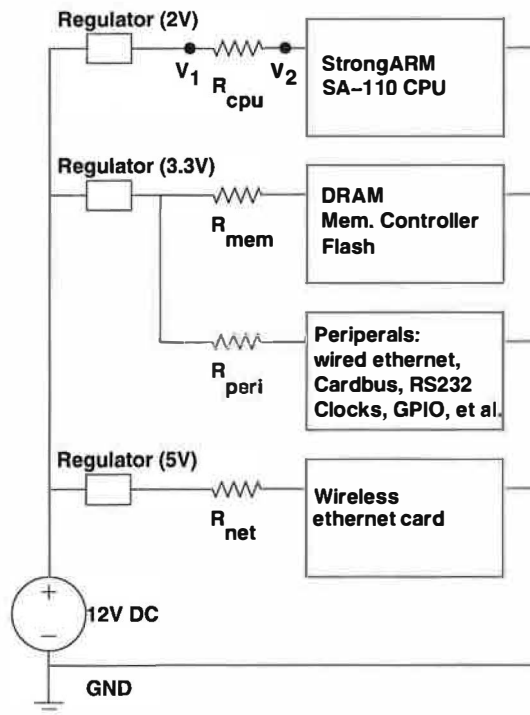 Regulator (2V)
V1
V2
Rcpu
StrongARM
SA-110 CPU
Regulator (3.3V)
Rmem
DRAM
Mem. Controller
Flash
Rperi
Periperals:
wired ethernet,
Cardbus, RS232
Clocks, GPIO, et al.
Regulator (5V)
Rnet
Wireless
ethernet card
+
12V DC
−
GND